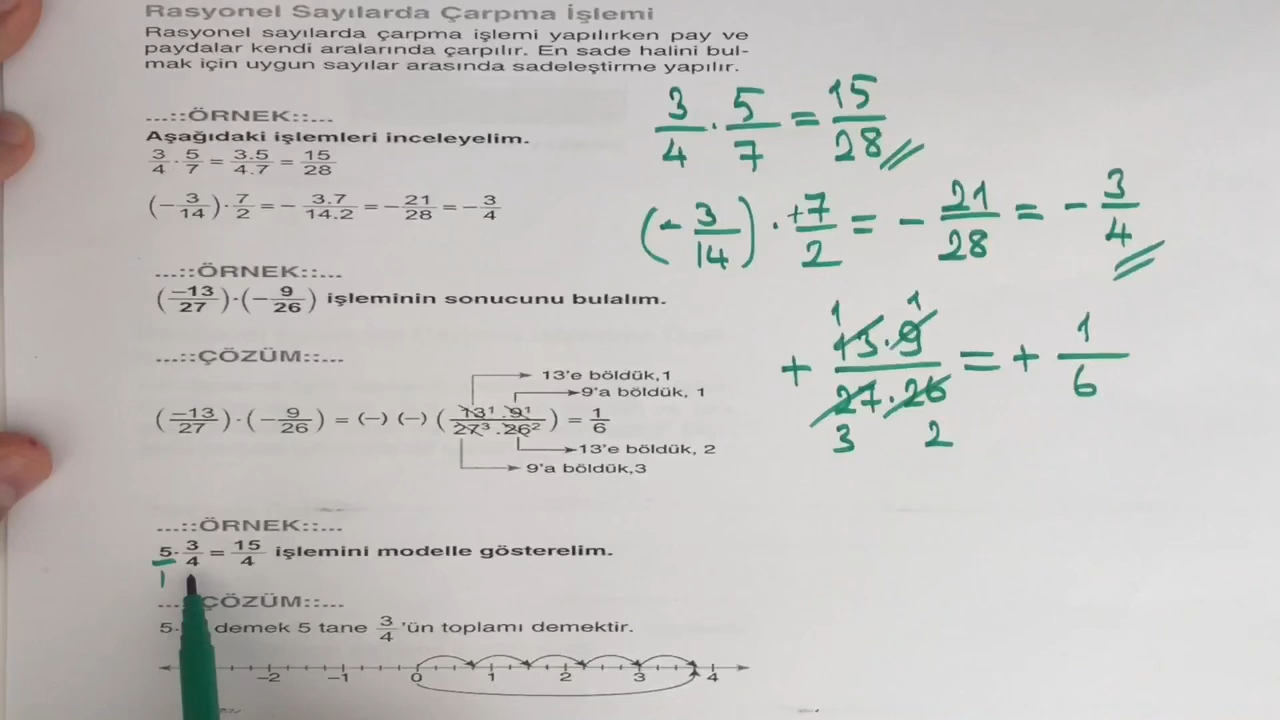 Rasyonel Sayılarda Çarpma İşlemi
Rasyonel sayılarda çarpma işlemi yapılırken pay ve
paydalar kendi aralarında çarpılır. En sade halini bul-
mak için uygun sayılar arasında sadeleştirme yapılır.
...::ÖRNEK::...
Aşağıdaki işlemleri inceleyelim.
3/4 . 5/7 = 3.5/4.7 = 15/28
(-3/14) . 7/2 = - 3.7/14.2 = -21/28 = -3/4
...::ÖRNEK::...
(-13/27) . (-9/26) işleminin sonucunu bulalım.
...::ÇÖZÜM::...
13'e böldük,1
9'a böldük, 1
(-13/27) . (-9/26) = (-) (-) (13¹ . 9¹/27³ . 26²) = 1/6
13'e böldük, 2
9'a böldük,3
...::ÖRNEK::...
5 . 3/4 = 15/4 işlemini modelle gösterelim.
1
ÇÖZÜM::...
5. demek 5 tane 3/4 'ün toplamı demektir.
-2 -1 0 1 2 3 4
3/4 . 5/7 = 15/28
(-3/14) . +7/2 = - 21/28 = - 3/4
1 1
+ 13.9/27.26 = + 1/6
3 2